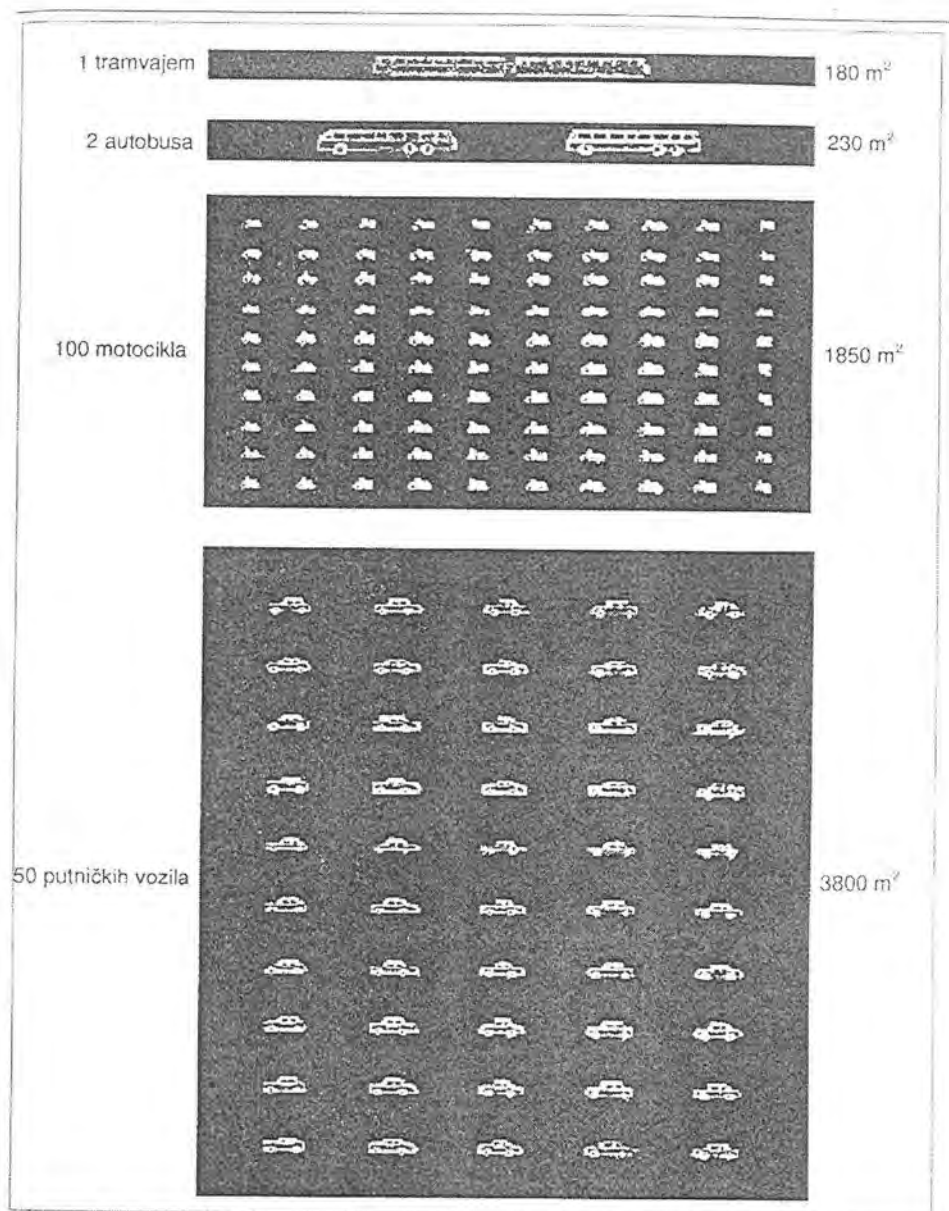 1 tramvajem 180 m²
2 autobusa 230 m²
100 motocikla 1850 m²
50 putničkih vozila 3800 m²